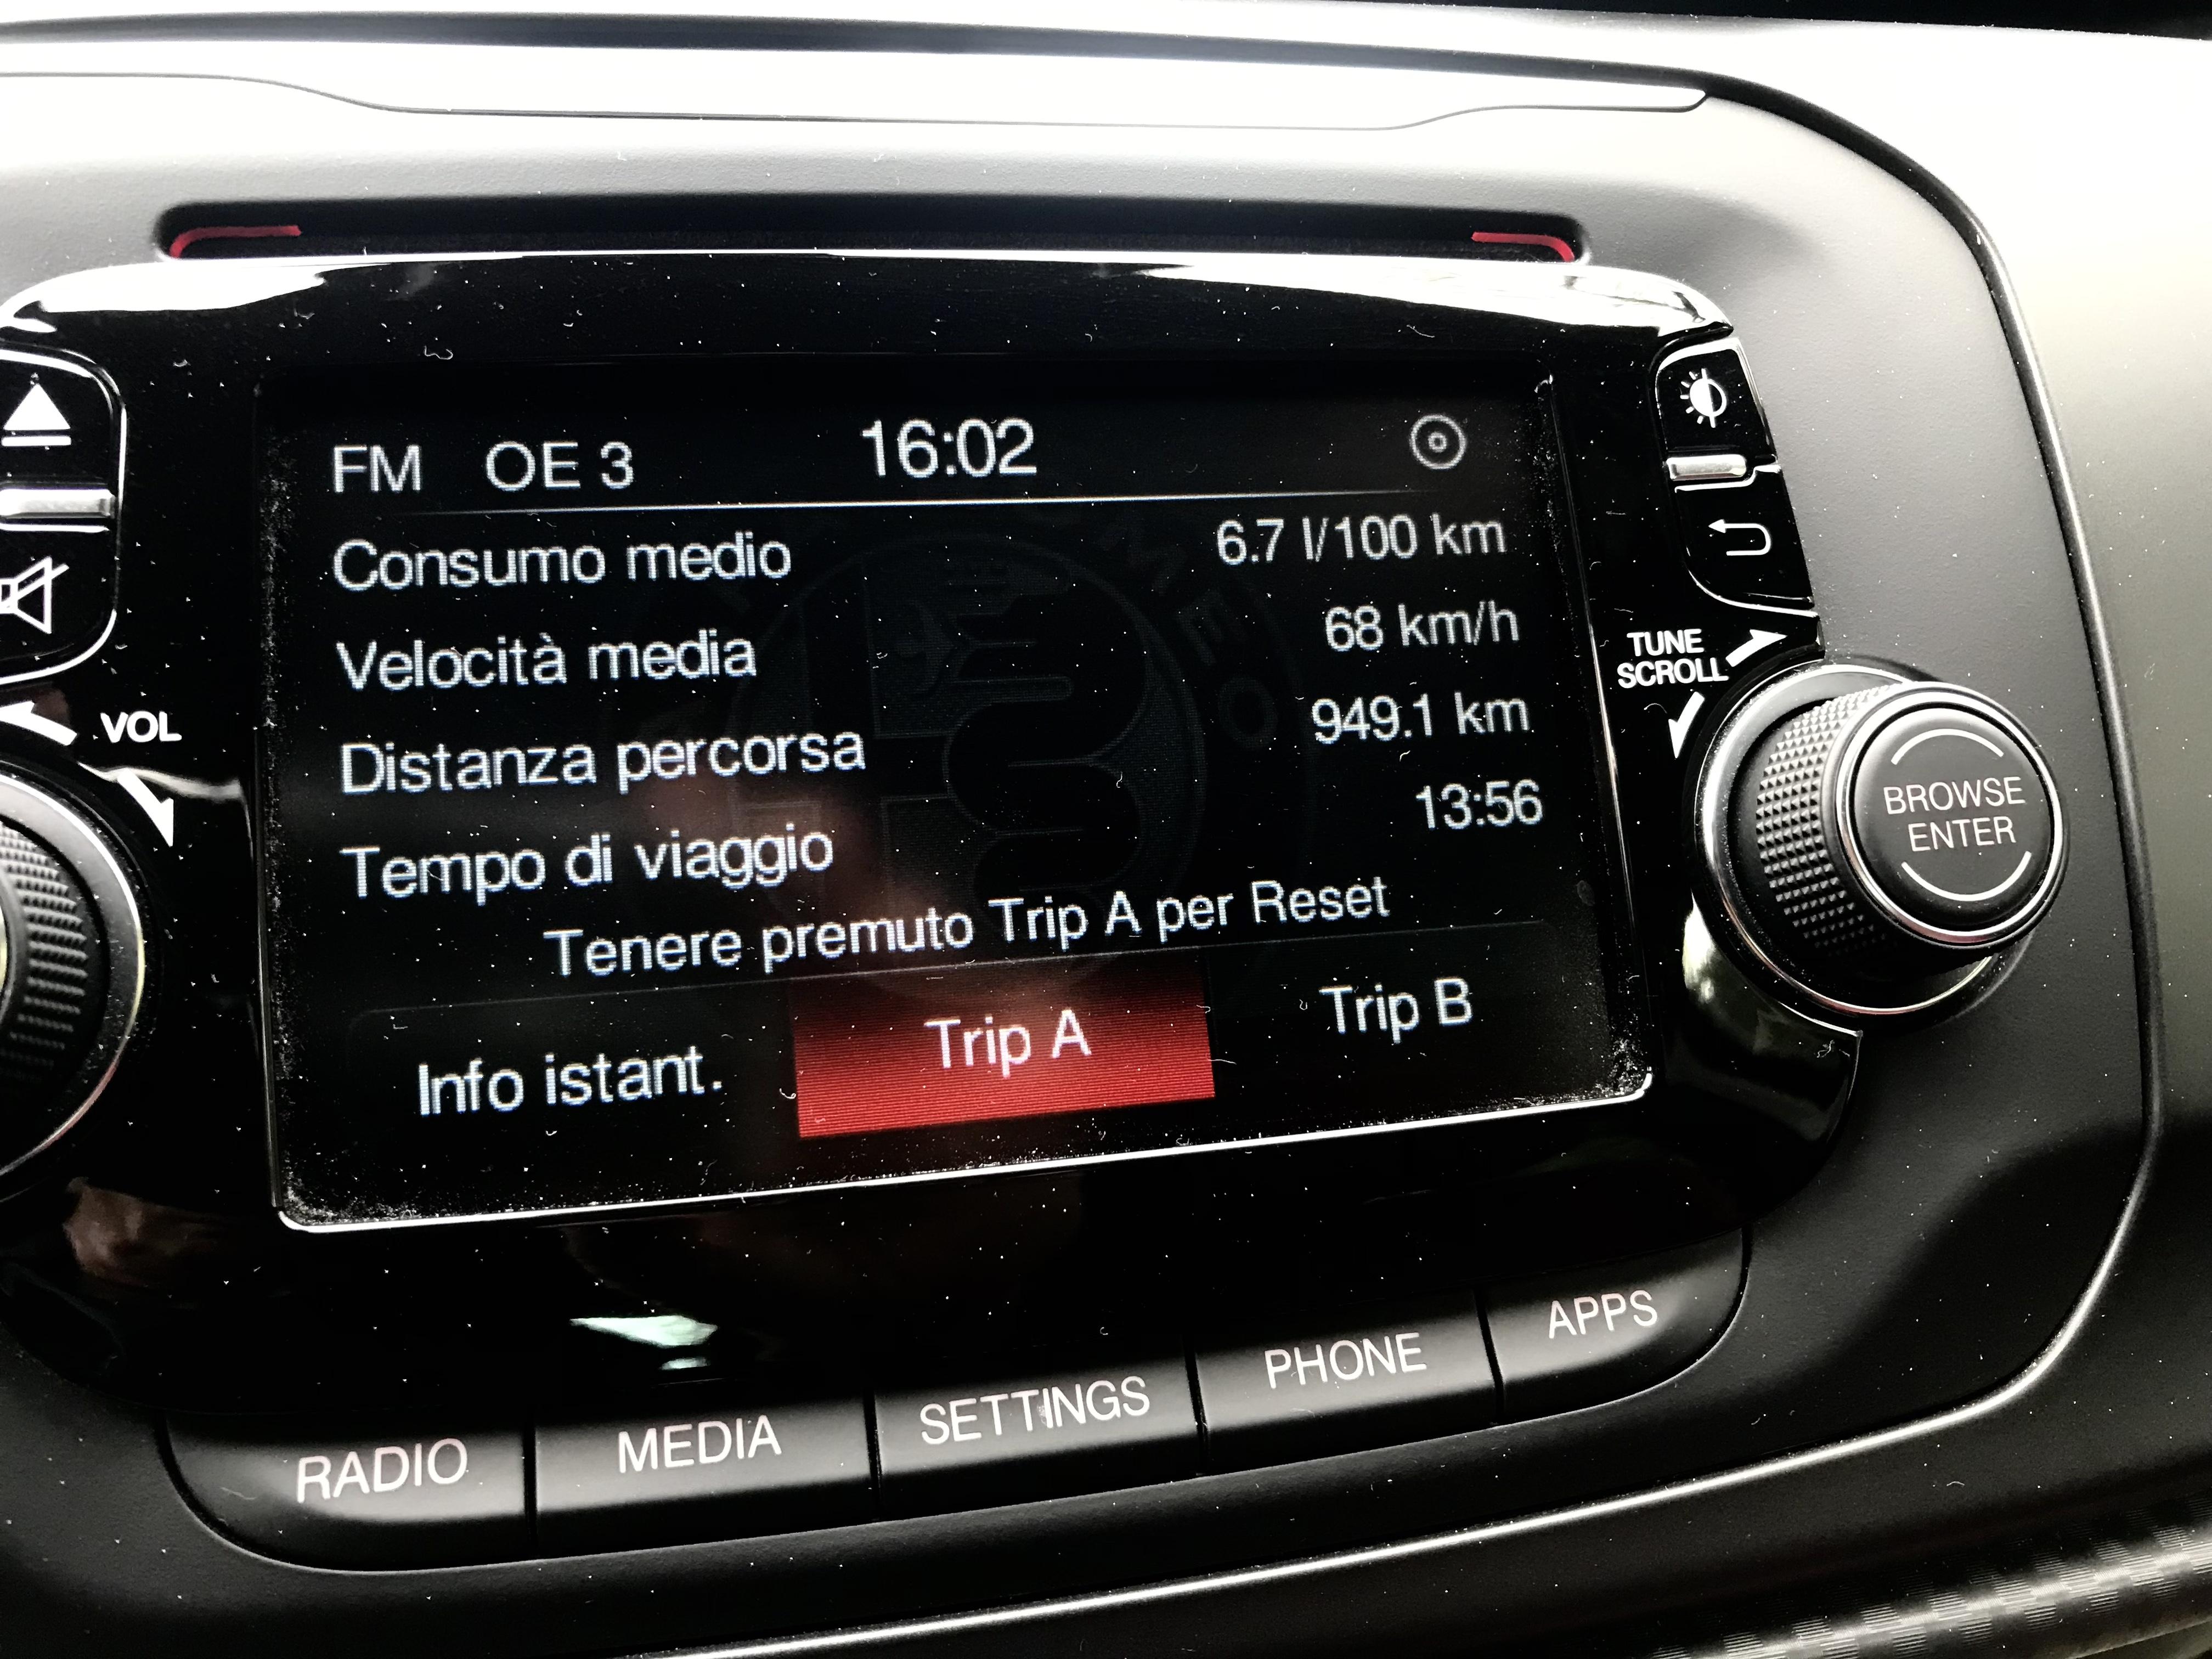 FM OE 3 16:02
Consumo medio 6.7 l/100 km
Velocità media 68 km/h
Distanza percorsa 949.1 km
Tempo di viaggio 13:56
Tenere premuto Trip A per Reset
Info istant. Trip A Trip B
VOL
TUNE
SCROLL
BROWSE
ENTER
RADIO MEDIA SETTINGS PHONE APPS